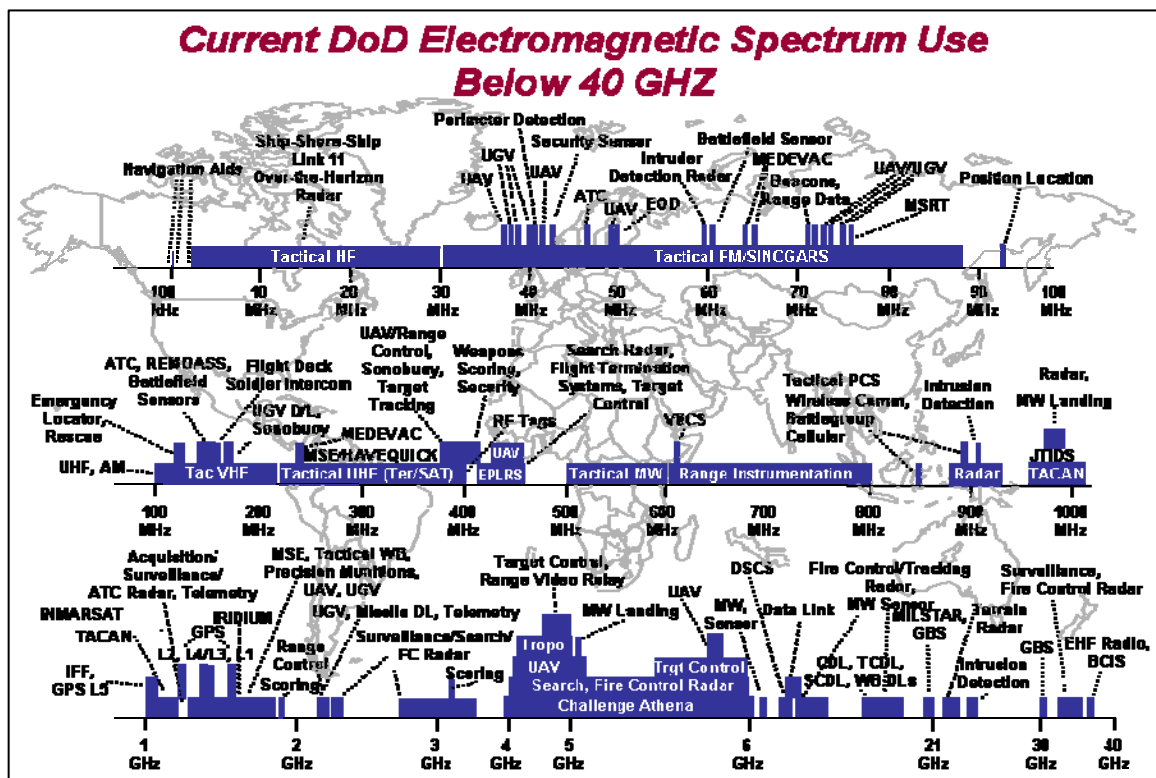 Current DoD Electromagnetic Spectrum Use
Below 40 GHZ
Navigation Aids
Ship-Shore-Ship
Link 11
Over-the-Horizon
Radar
Perimeter Detection
UGV
UAV
UAV
Security Sensor
ATC
UAV
EOD
Intruder
Detection Radar
Battlefield Sensor
MEDEVAC
Beacons,
Range Data
UAV/UGV
MSRT
Position Location
Tactical HF
Tactical FM/SINCGARS
100
kHz
10
MHz
20
MHz
30
MHz
40
MHz
50
MHz
60
MHz
70
MHz
80
MHz
90
MHz
100
MHz
Emergency
Locator,
Rescue
ATC, REMBASS,
Battlefield
Sensors
Flight Deck
Soldier Intercom
UGV D/L,
Sonobuoy
MEDEVAC
MSE/HAVEQUICK
UAV/Range
Control,
Sonobuoy,
Target
Tracking
Weapons
Scoring,
Security
RF Tags
Search Radar,
Flight Termination
Systems, Target
Control
VRCS
Tactical PCS
Wireless Comm,
Battlegroup
Cellular
Intrusion
Detection
Radar,
MW Landing
JTIDS
UHF, AM
Tac VHF
Tactical UHF (Ter/SAT)
UAV
EPLRS
Tactical MW
Range Instrumentation
Radar
TACAN
100
MHz
200
MHz
300
MHz
400
MHz
500
MHz
600
MHz
700
MHz
800
MHz
900
MHz
1000
MHz
Acquisition/
Surveillance/
ATC Radar, Telemetry
INMARSAT
TACAN
IFF,
GPS L5
IRIDIUM
GPS
L2, L4/L3, L1
MSE, Tactical WB,
Precision Munitions,
UAV, UGV
UGV, Missile DL, Telemetry
Range
Control
Scoring
Surveillance/Search/
FC Radar
Scoring
Target Control,
Range Video Relay
MW Landing
Tropo
UAV
Search, Fire Control Radar
Challenge Athena
Trgt Control
UAV
MW,
Sensor
DSCS
Data Link
Fire Control/Tracking
Radar,
MW Sensor
CDL, TCDL,
SCDL, WB DLs
MILSTAR,
GBS
Terrain
Radar
Intrusion
Detection
GBS
Surveillance,
Fire Control Radar
EHF Radio,
BCIS
1
GHz
2
GHz
3
GHz
4
GHz
5
GHz
6
GHz
21
GHz
30
GHz
40
GHz